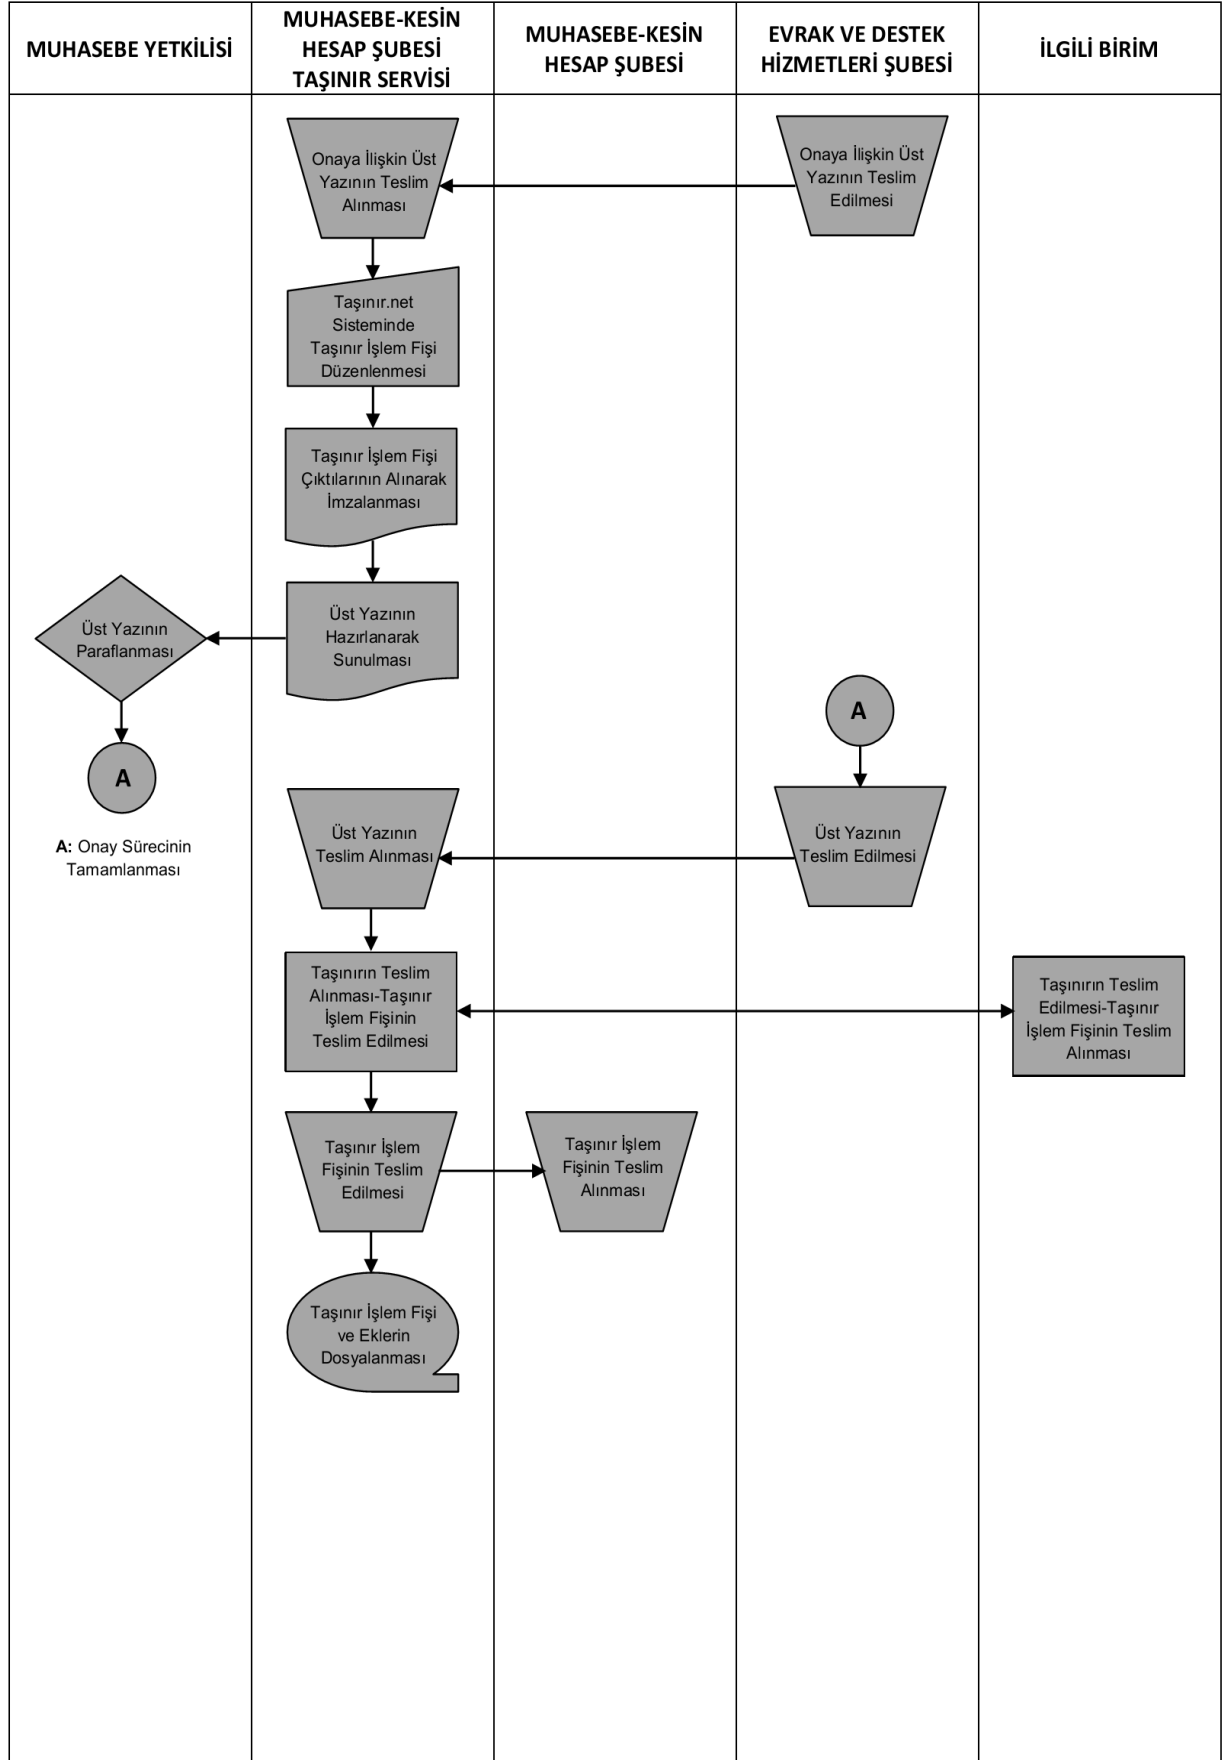 MUHASEBE YETKİLİSİ
MUHASEBE-KESİN
HESAP ŞUBESİ
TAŞINIR SERVİSİ
MUHASEBE-KESİN
HESAP ŞUBESİ
EVRAK VE DESTEK
HİZMETLERİ ŞUBESİ
İLGİLİ BİRİM
Onaya İlişkin Üst
Yazının Teslim
Alınması
Onaya İlişkin Üst
Yazının Teslim
Edilmesi
Taşınır.net
Sisteminde
Taşınır İşlem Fişi
Düzenlenmesi
Taşınır İşlem Fişi
Çıktılarının Alınarak
İmzalanması
Üst Yazının
Paraflanması
Üst Yazının
Hazırlanarak
Sunulması
A
A
A: Onay Sürecinin
Tamamlanması
Üst Yazının
Teslim Alınması
Üst Yazının
Teslim Edilmesi
Taşınırın Teslim
Alınması-Taşınır
İşlem Fişinin
Teslim Edilmesi
Taşınırın Teslim
Edilmesi-Taşınır
İşlem Fişinin Teslim
Alınması
Taşınır İşlem
Fişinin Teslim
Edilmesi
Taşınır İşlem
Fişinin Teslim
Alınması
Taşınır İşlem Fişi
ve Eklerin
Dosyalanması